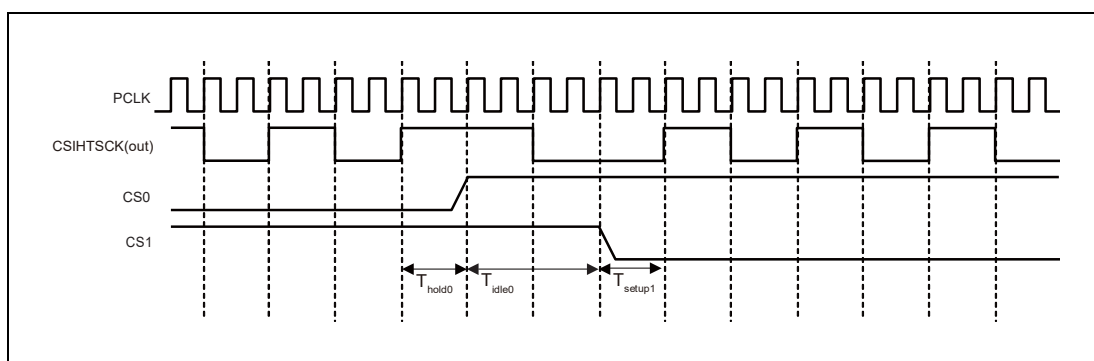 PCLK
CSIHTSCK(out)
CS0
CS1
Thold0
Tidle0
Tsetup1